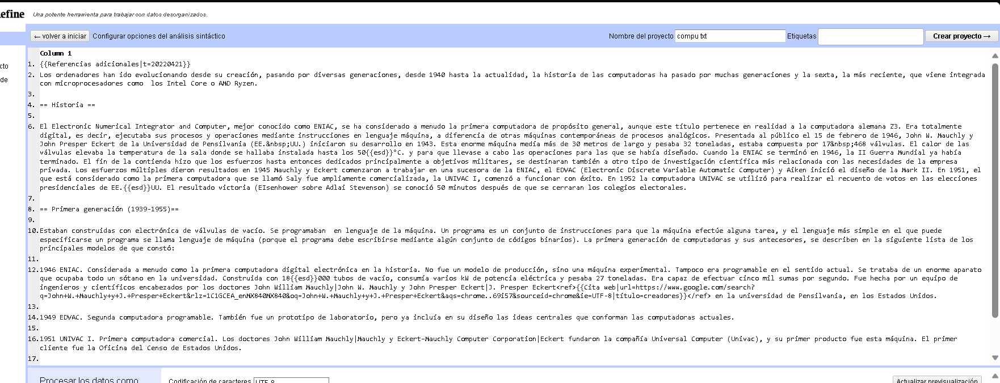 efine Una potente herramienta para trabajar con datos desorganizados.
← volver a iniciar Configurar opciones del análisis sintáctico Nombre del proyecto compu txt Etiquetas Crear proyecto →
Column 1
cto
de
1. {{Referencias adicionales|t=20220421}}
2. Los ordenadores han ido evolucionando desde su creación, pasando por diversas generaciones, desde 1940 hasta la actualidad, la historia de las computadoras ha pasado por muchas generaciones y la sexta, la más reciente, que viene integrada
con microprocesadores como  los Intel Core o AMD Ryzen.
3.
4. == Historia ==
5.
6. El Electronic Numerical Integrator and Computer, mejor conocido como ENIAC, se ha considerado a menudo la primera computadora de propósito general, aunque este título pertenece en realidad a la computadora alemana Z3. Era totalmente
digital, es decir, ejecutaba sus procesos y operaciones mediante instrucciones en lenguaje máquina, a diferencia de otras máquinas contemporáneas de procesos analógicos. Presentada al público el 15 de febrero de 1946, John W. Mauchly y
John Presper Eckert de la Universidad de Pensilvania (EE.&nbsp;UU.) iniciaron su desarrollo en 1943. Esta enorme máquina medía más de 30 metros de largo y pesaba 32 toneladas, estaba compuesta por 17&nbsp;468 válvulas. El calor de las
válvulas elevaba la temperatura de la sala donde se hallaba instalada hasta los 50{{esd}}°C. y para que llevase a cabo las operaciones para las que se había diseñado. Cuando la ENIAC se terminó en 1946, la II Guerra Mundial ya había
terminado. El fin de la contienda hizo que los esfuerzos hasta entonces dedicados principalmente a objetivos militares, se destinaran también a otro tipo de investigación científica más relacionada con las necesidades de la empresa
privada. Los esfuerzos múltiples dieron resultados en 1945 Mauchly y Eckert comenzaron a trabajar en una sucesora de la ENIAC, el EDVAC (Electronic Discrete Variable Automatic Computer) y Aiken inició el diseño de la Mark II. En 1951, el
que está considerado como la primera computadora que se llamó Saly fue ampliamente comercializada, la UNIVAC I, comenzó a funcionar con éxito. En 1952 la computadora UNIVAC se utilizó para realizar el recuento de votos en las elecciones
presidenciales de EE.{{esd}}UU. El resultado victoria (EIsenhower sobre Adlai Stevenson) se conoció 50 minutos después de que se cerraran los colegios electorales.
7.
8. == Primera generación (1939-1955)==
9.
10. Estaban construidas con electrónica de válvulas de vacío. Se programaban  en lenguaje de la máquina. Un programa es un conjunto de instrucciones para que la máquina efectúe alguna tarea, y el lenguaje más simple en el que puede
especificarse un programa se llama lenguaje de máquina (porque el programa debe escribirse mediante algún conjunto de códigos binarios). La primera generación de computadoras y sus antecesores, se describen en la siguiente lista de los
principales modelos de que constó:
11.
12. 1946 ENIAC. Considerada a menudo como la primera computadora digital electrónica en la historia. No fue un modelo de producción, sino una máquina experimental. Tampoco era programable en el sentido actual. Se trataba de un enorme aparato
que ocupaba todo un sótano en la universidad. Construida con 18{{esd}}000 tubos de vacío, consumía varios kW de potencia eléctrica y pesaba 27 toneladas. Era capaz de efectuar cinco mil sumas por segundo. Fue hecha por un equipo de
ingenieros y científicos encabezados por los doctores John William Mauchly|John W. Mauchly y John Presper Eckert|J. Presper Eckert<ref>{{Cita web|url=https://www.google.com/search?
q=John+W.+Mauchly+y+J.+Presper+Eckert&rlz=1C1GCEA_enMX840MX840&oq=John+W.+Mauchly+y+J.+Presper+Eckert&aqs=chrome..69i57&sourceid=chrome&ie=UTF-8|título=creadores}}</ref> en la universidad de Pensilvania, en los Estados Unidos.
13.
14. 1949 EDVAC. Segunda computadora programable. También fue un prototipo de laboratorio, pero ya incluía en su diseño las ideas centrales que conforman las computadoras actuales.
15.
16. 1951 UNIVAC I. Primera computadora comercial. Los doctores John William Mauchly|Mauchly y Eckert-Mauchly Computer Corporation|Eckert fundaron la compañía Universal Computer (Univac), y su primer producto fue esta máquina. El primer
cliente fue la Oficina del Censo de Estados Unidos.
17.
Procesar los datos como Codificación de caracteres UTF-8 Actualizar previsualización